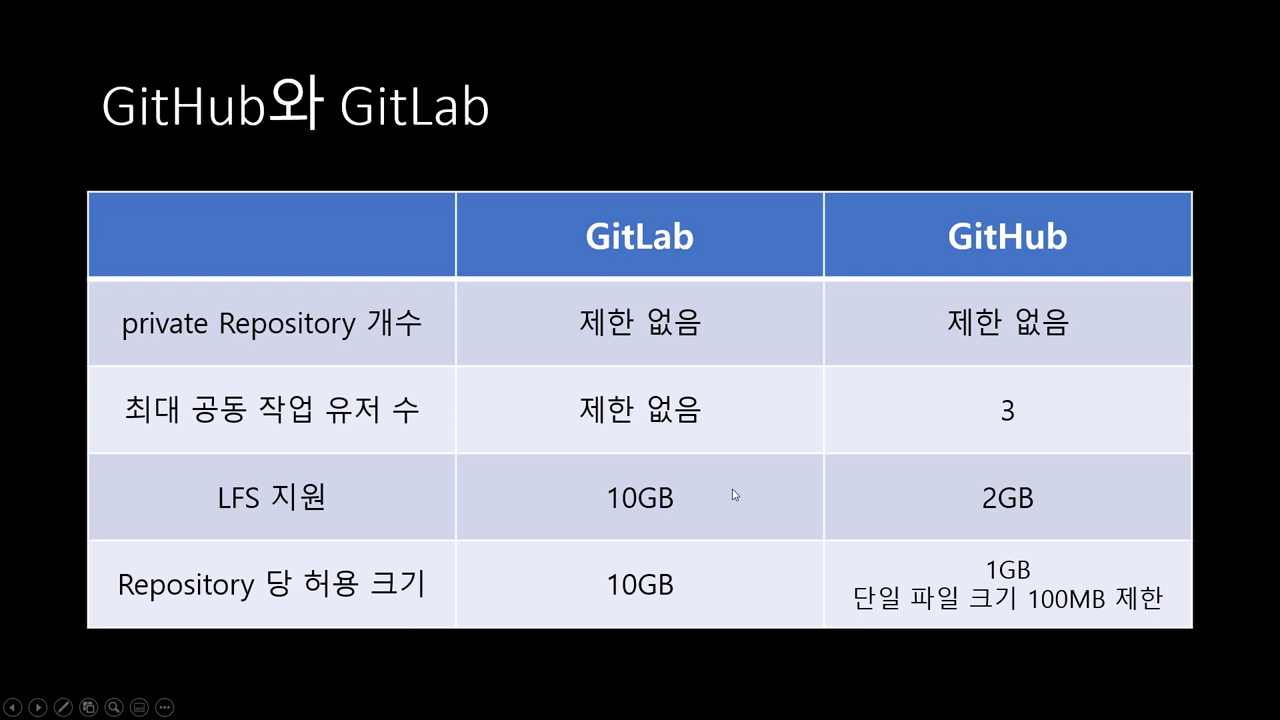 GitHub와 GitLab
GitLab
GitHub
private Repository 개수
제한 없음
제한 없음
최대 공동 작업 유저 수
제한 없음
3
LFS 지원
10GB
2GB
Repository 당 허용 크기
10GB
1GB
단일 파일 크기 100MB 제한